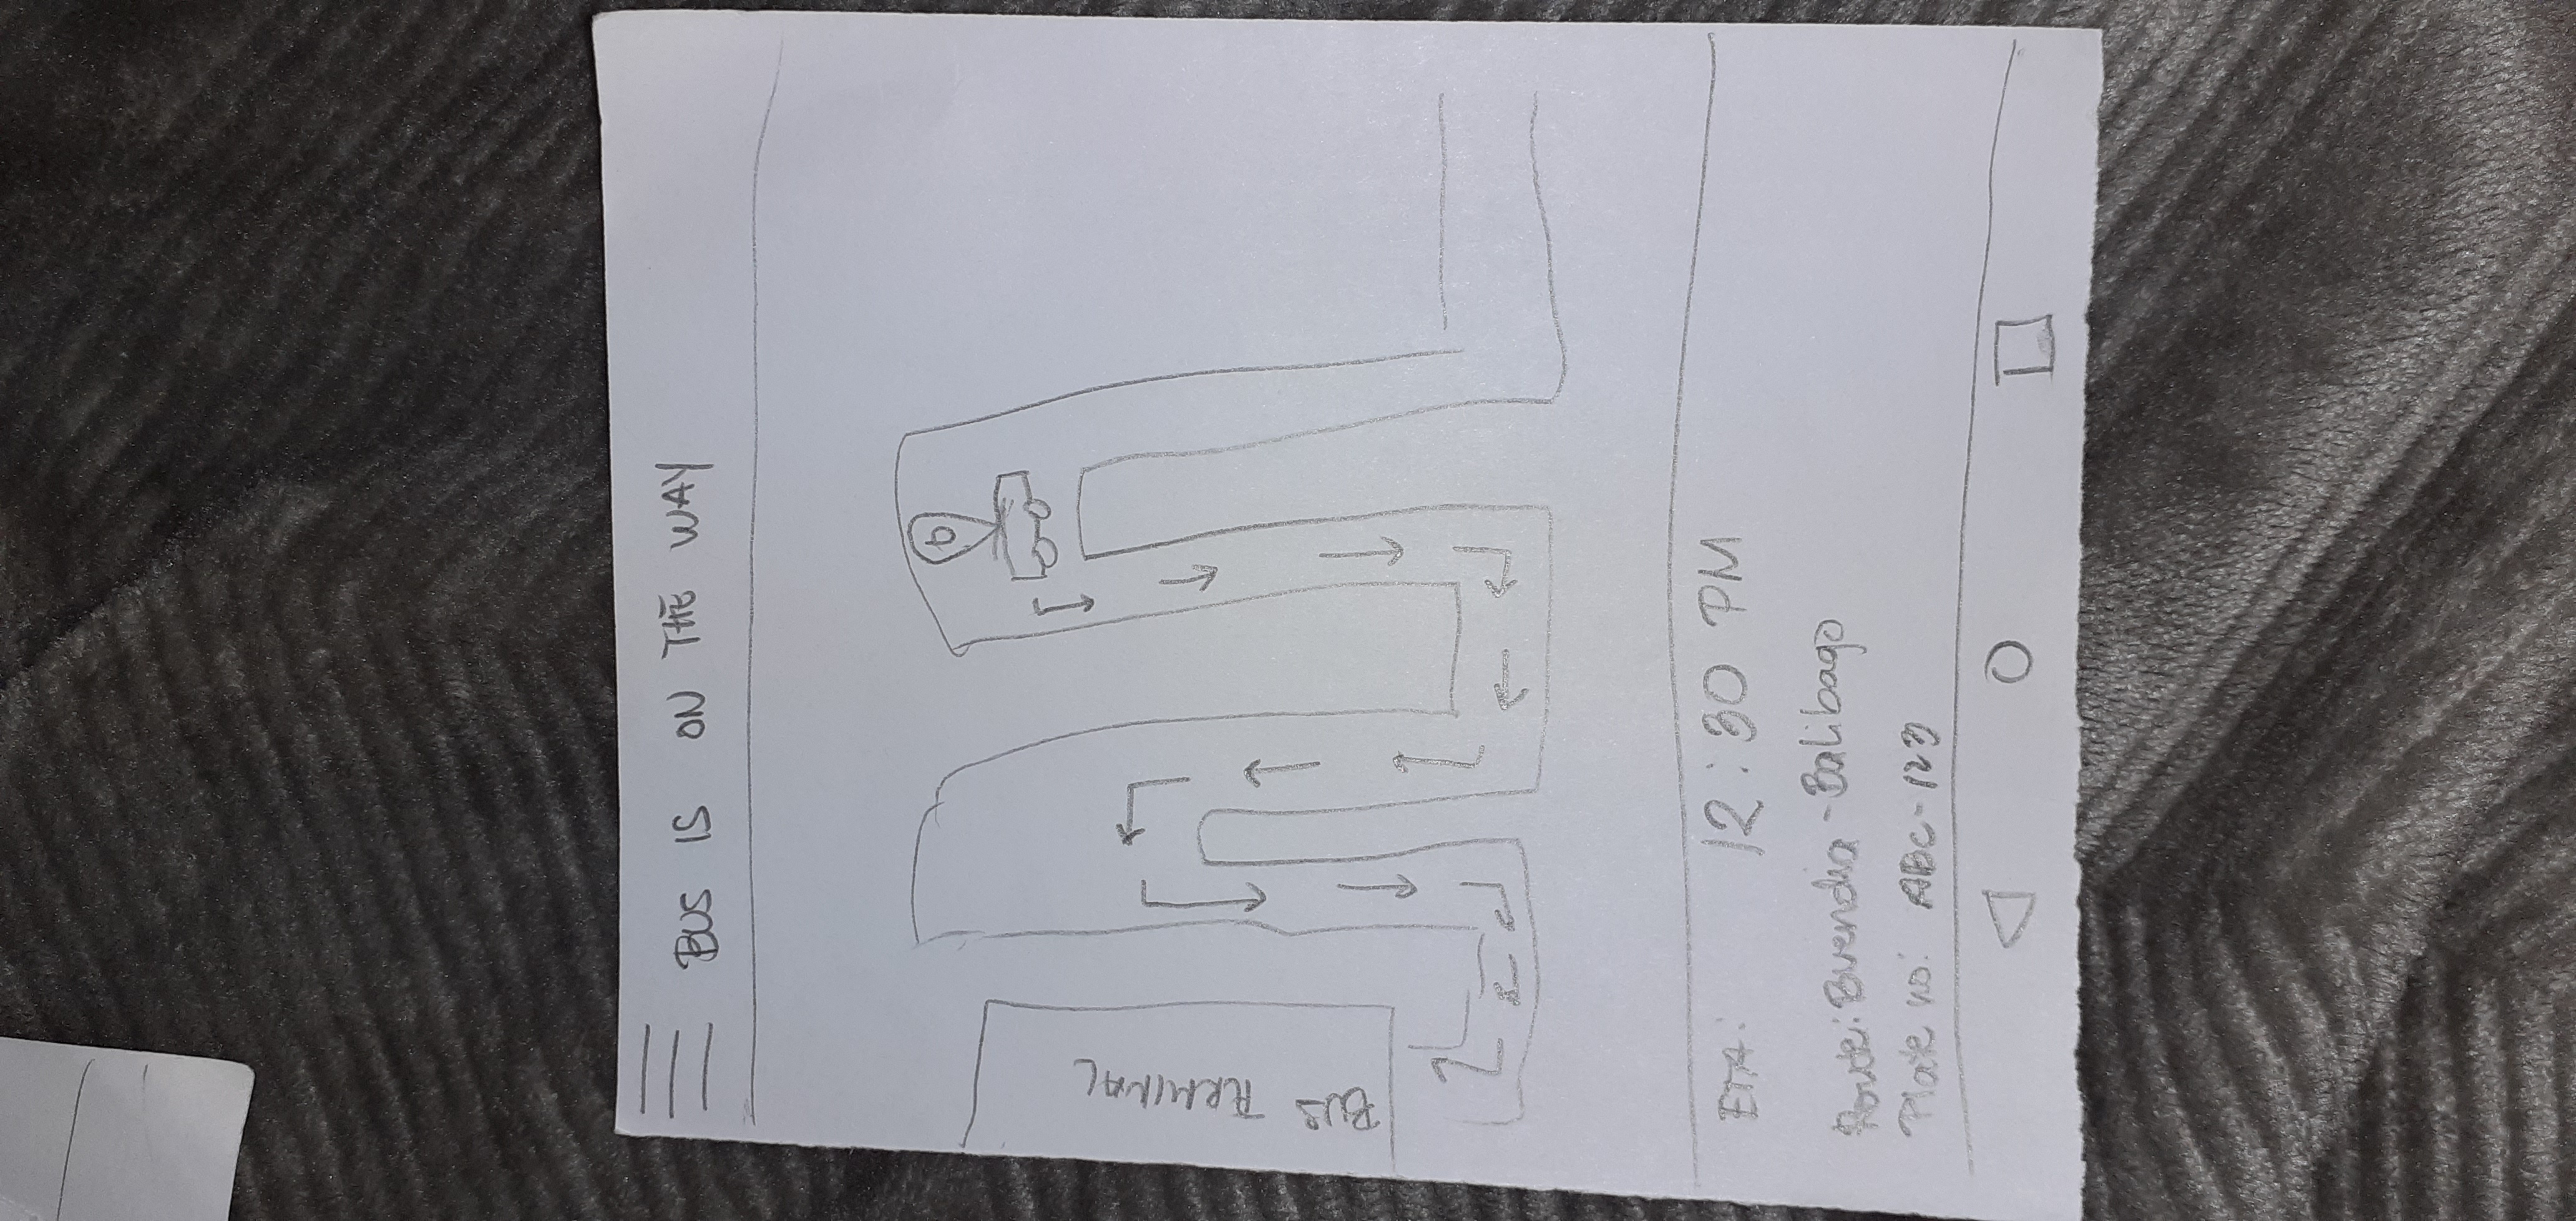 BUS IS ON THE WAY
BUS TERMINAL
ETA: 12:30 PM
Route: Buendia - Balibago
Plate no: ABC-123